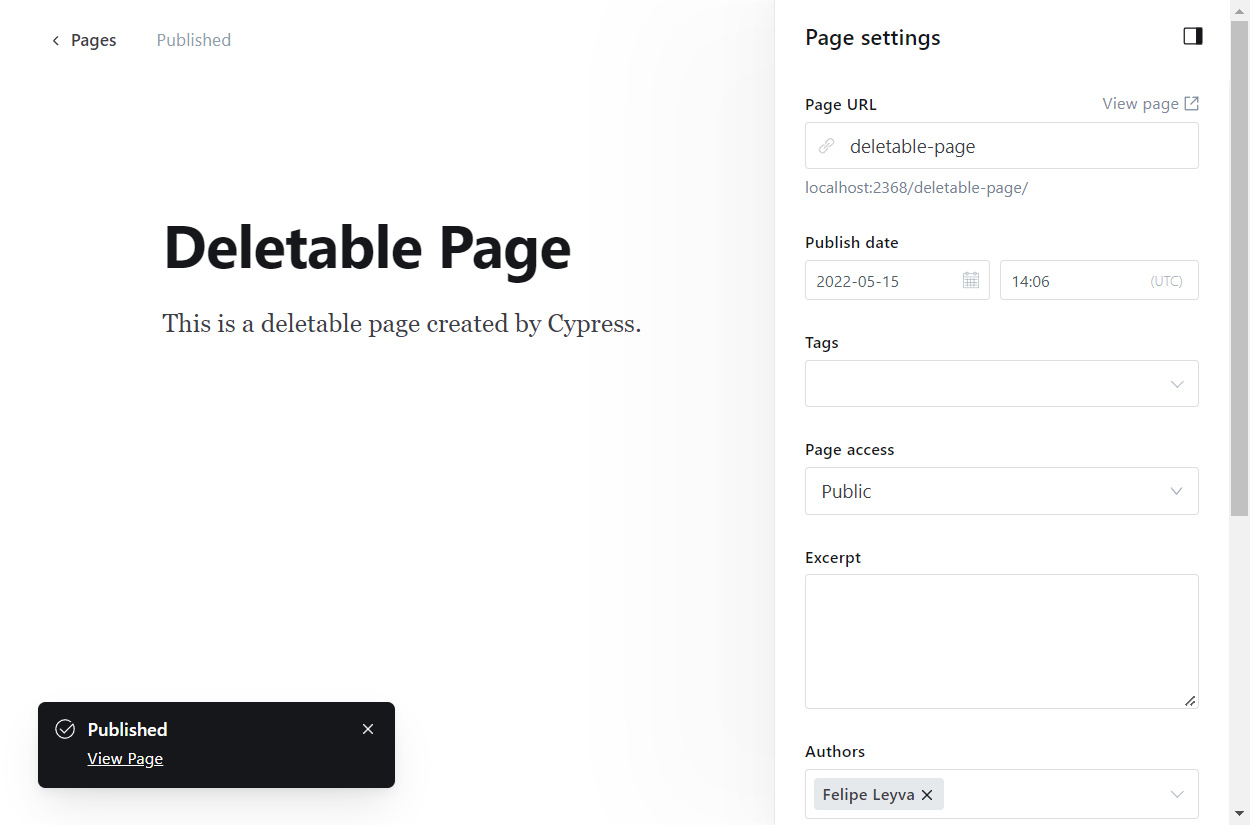 Pages Published
Deletable Page
This is a deletable page created by Cypress.
Published
View Page
Page settings
Page URL View page
deletable-page
localhost:2368/deletable-page/
Publish date
2022-05-15 14:06 (UTC)
Tags
Page access
Public
Excerpt
Authors
Felipe Leyva